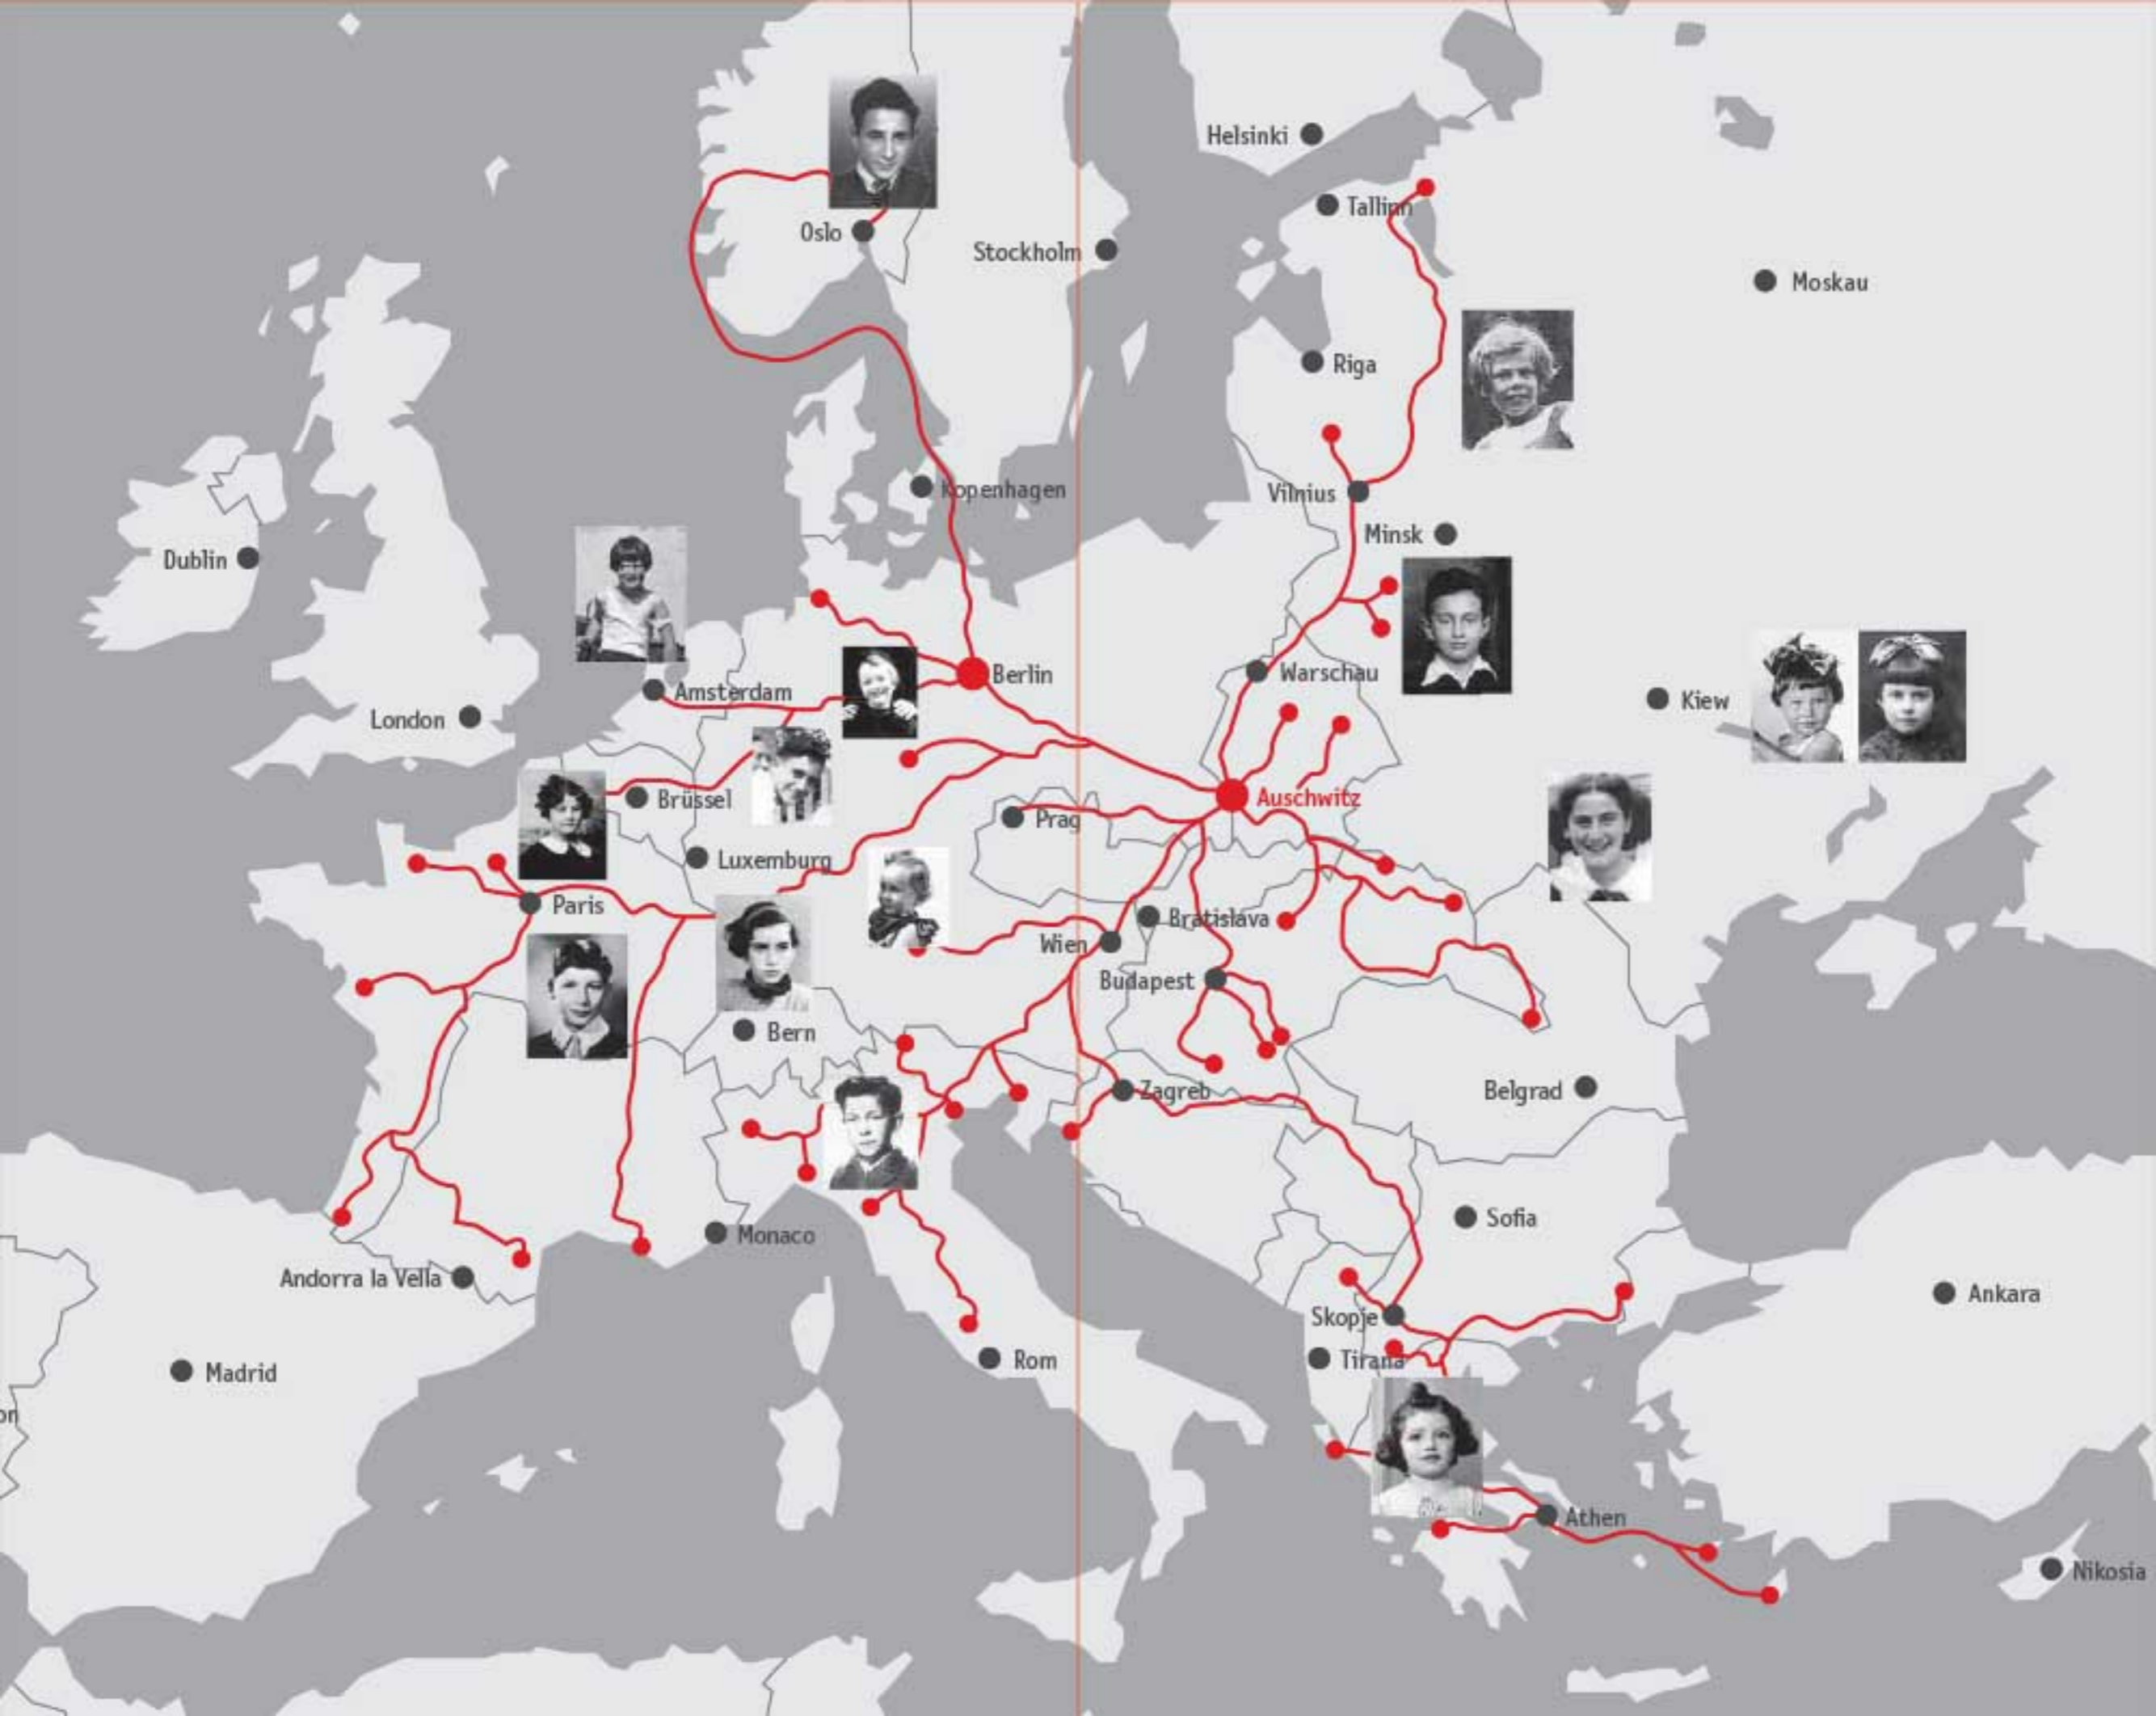 Helsinki
Tallinn
Oslo
Stockholm
Moskau
Riga
Kopenhagen
Vilnius
Minsk
Dublin
Berlin
Warschau
Amsterdam
Kiew
London
Brüssel
Auschwitz
Prag
Luxemburg
Paris
Bratislava
Wien
Budapest
Bern
Zagreb
Belgrad
Sofia
Monaco
Andorra la Vella
Ankara
Skopje
Tirana
Rom
Madrid
on
Athen
Nikosia